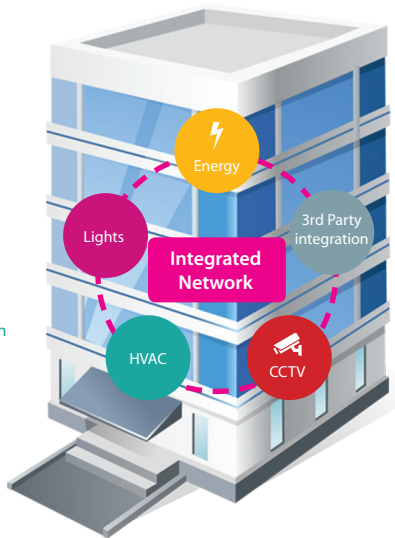 Energy
3rd Party
integration
Lights
Integrated
Network
HVAC
CCTV